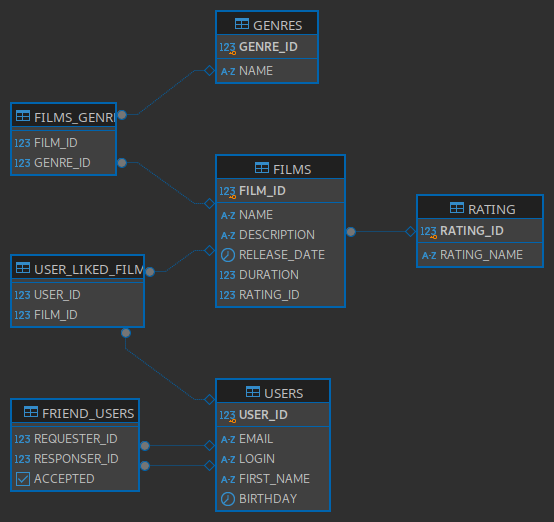 GENRES
123 GENRE_ID
A-Z NAME
FILMS_GENR
123 FILM_ID
123 GENRE_ID
FILMS
123 FILM_ID
A-Z NAME
A-Z DESCRIPTION
RELEASE_DATE
123 DURATION
123 RATING_ID
RATING
123 RATING_ID
A-Z RATING_NAME
USER_LIKED_FILM
123 USER_ID
123 FILM_ID
USERS
123 USER_ID
A-Z EMAIL
A-Z LOGIN
A-Z FIRST_NAME
BIRTHDAY
FRIEND_USERS
123 REQUESTER_ID
123 RESPONSER_ID
ACCEPTED